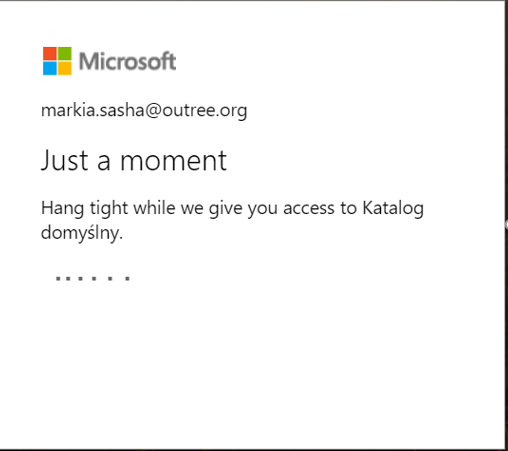 Microsoft
markia.sasha@outree.org
Just a moment
Hang tight while we give you access to Katalog
domyślny.